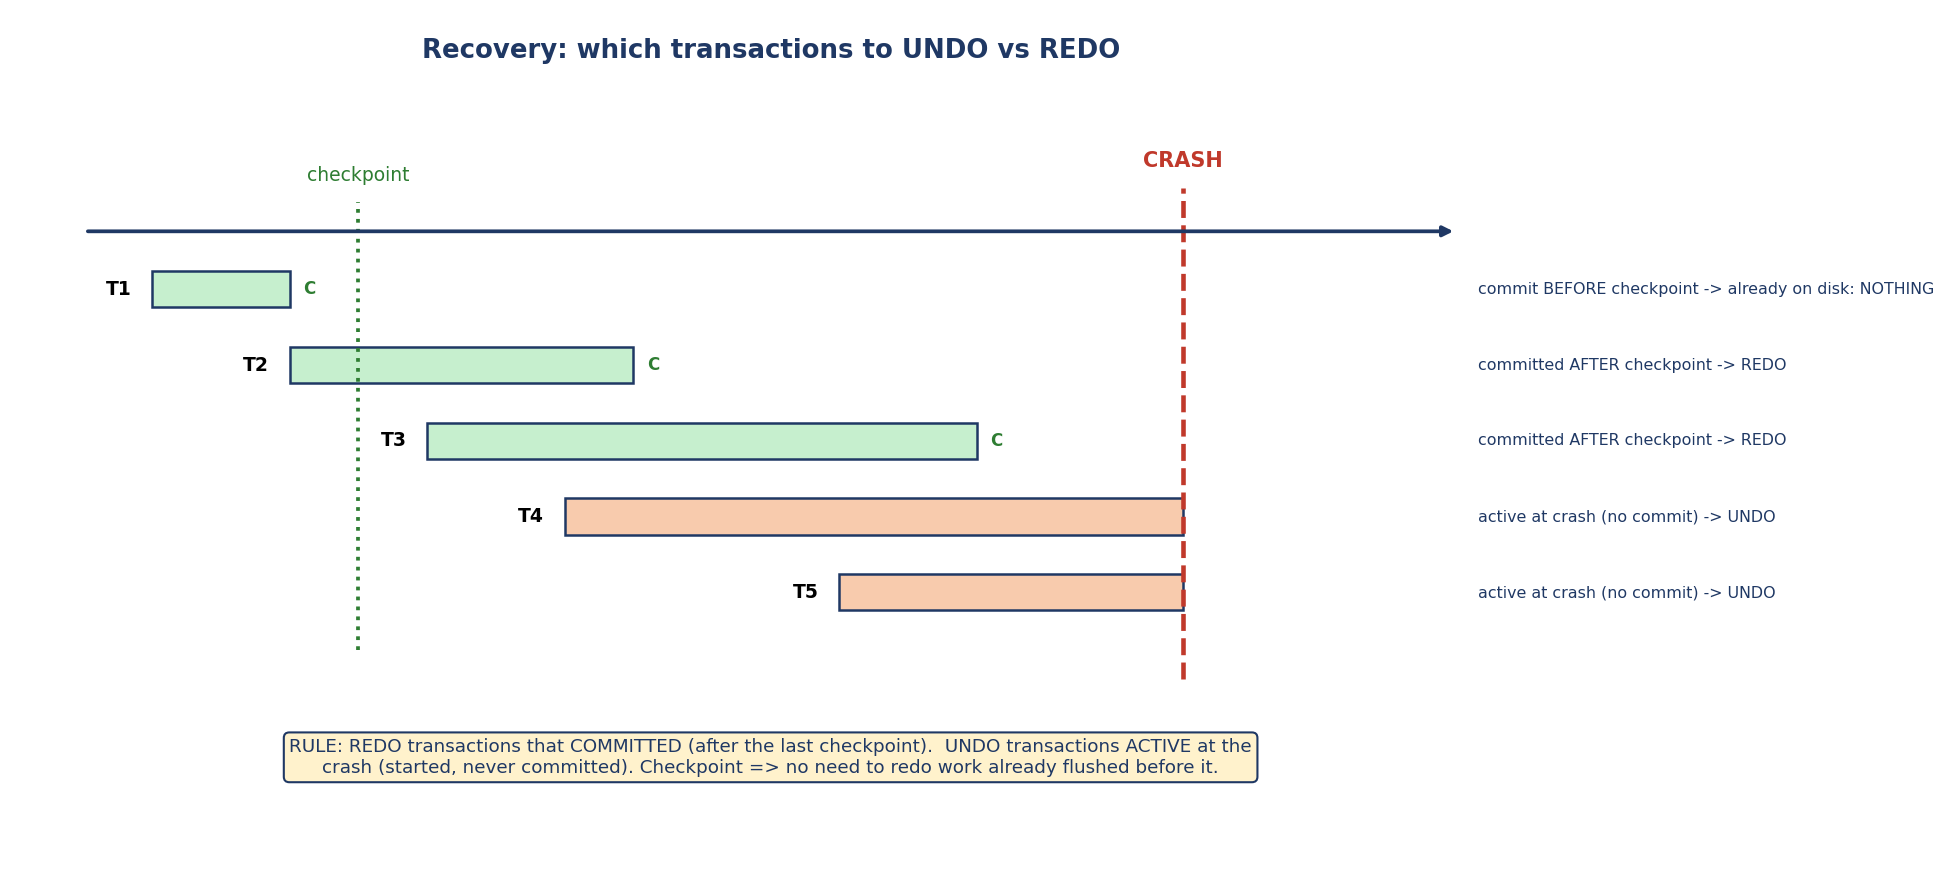 Recovery: which transactions to UNDO vs REDO
checkpoint
CRASH
T1
C
commit BEFORE checkpoint -> already on disk: NOTHING
T2
C
committed AFTER checkpoint -> REDO
T3
C
committed AFTER checkpoint -> REDO
T4
active at crash (no commit) -> UNDO
T5
active at crash (no commit) -> UNDO
RULE: REDO transactions that COMMITTED (after the last checkpoint).  UNDO transactions ACTIVE at the
crash (started, never committed). Checkpoint => no need to redo work already flushed before it.